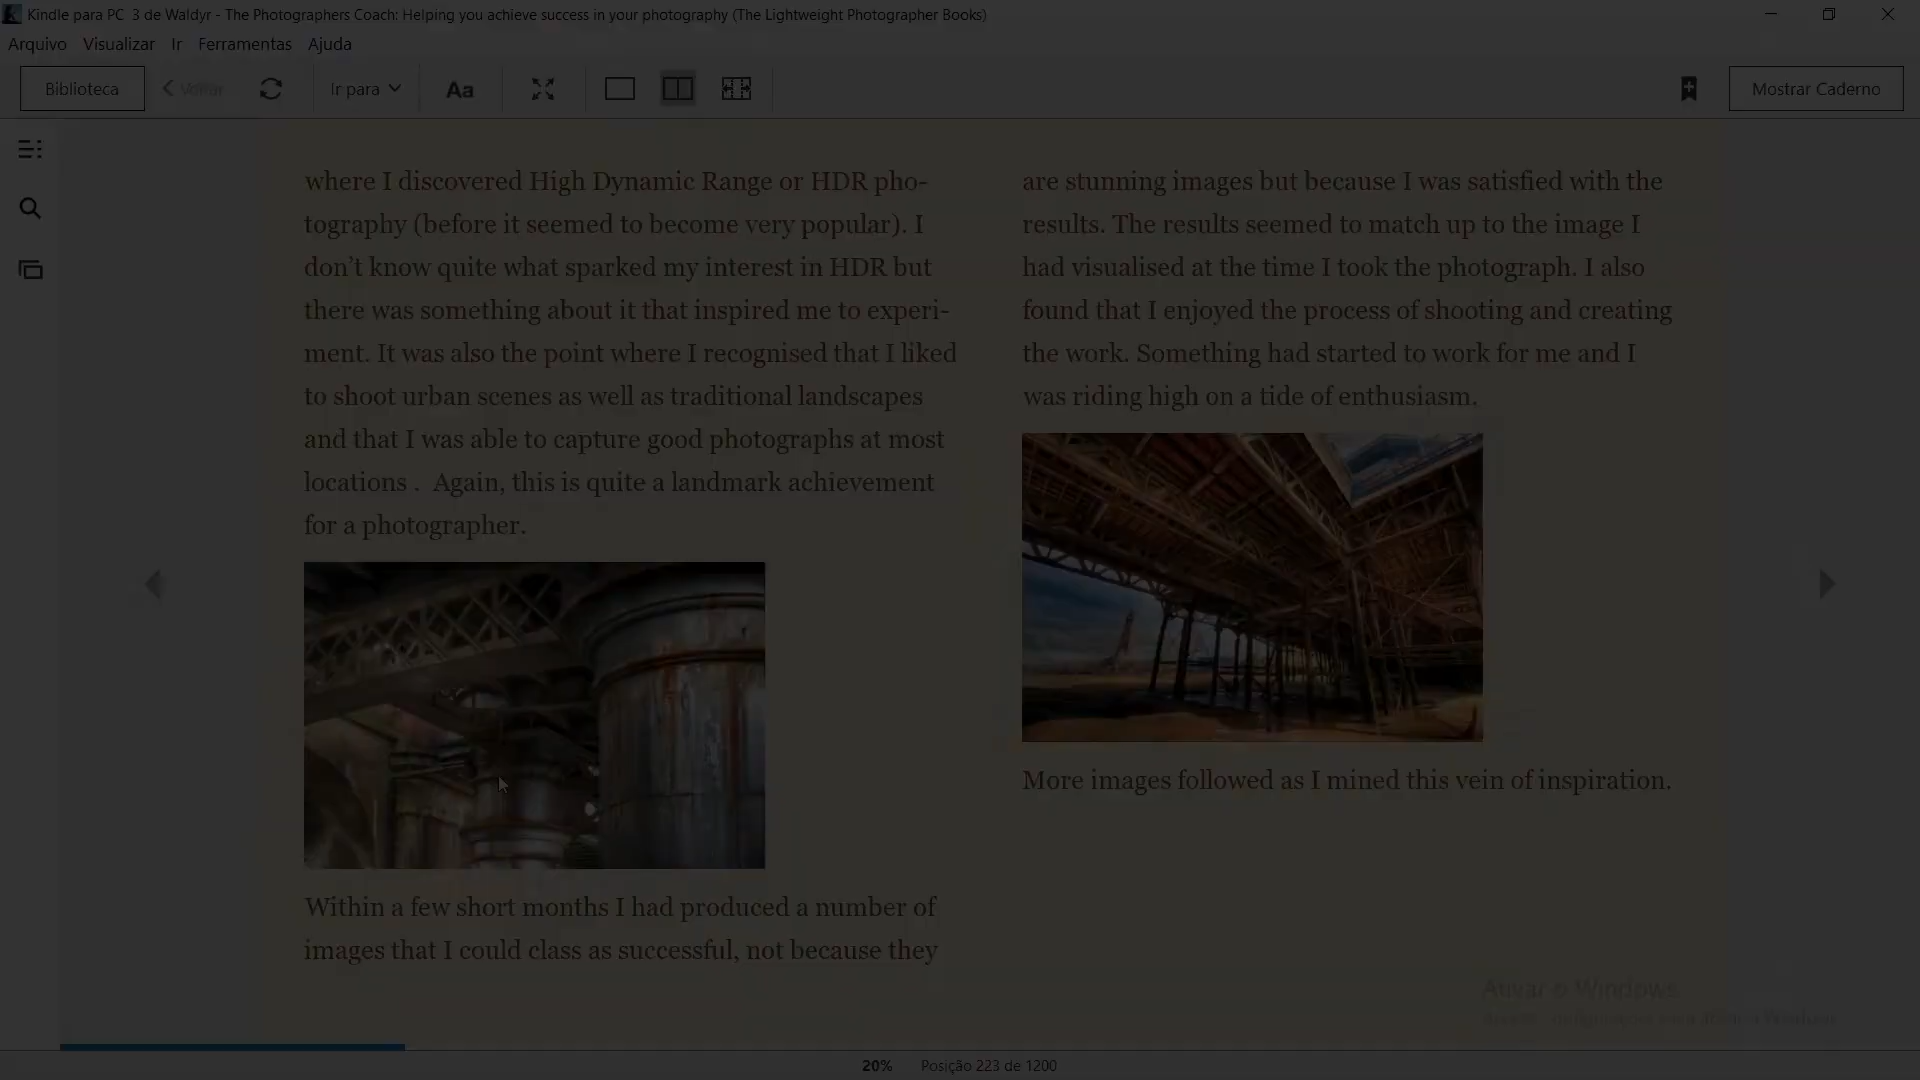 Kindle para PC 3 de Waldyr - The Photographers Coach: Helping you achieve success in your photography (The Lightweight Photographer Books)
Arquivo Visualizar Ir Ferramentas Ajuda
Biblioteca Voltar Ir para Aa Mostrar Caderno
where I discovered High Dynamic Range or HDR pho-
tography (before it seemed to become very popular). I
don't know quite what sparked my interest in HDR but
there was something about it that inspired me to experi-
ment. It was also the point where I recognised that I liked
to shoot urban scenes as well as traditional landscapes
and that I was able to capture good photographs at most
locations .  Again, this is quite a landmark achievement
for a photographer.
Within a few short months I had produced a number of
images that I could class as successful, not because they
are stunning images but because I was satisfied with the
results. The results seemed to match up to the image I
had visualised at the time I took the photograph. I also
found that I enjoyed the process of shooting and creating
the work. Something had started to work for me and I
was riding high on a tide of enthusiasm.
More images followed as I mined this vein of inspiration.
Ativar o Windows
20% Posição 223 de 1200